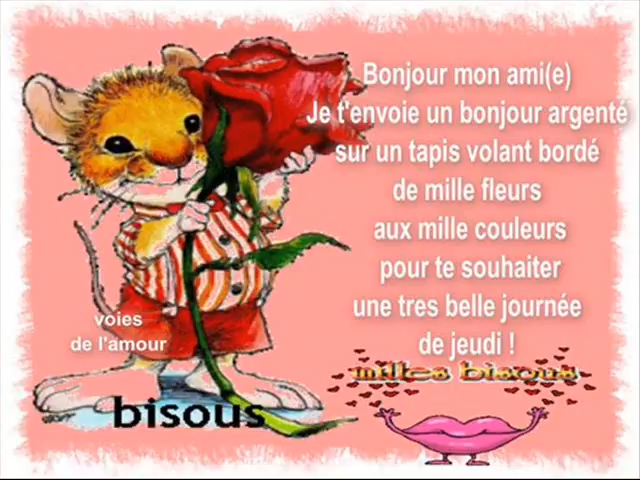 Bonjour mon ami(e)
Je t'envoie un bonjour argenté
sur un tapis volant bordé
de mille fleurs
aux mille couleurs
pour te souhaiter
une tres belle journée
de jeudi !
milles bisous
voies
de l'amour
bisous